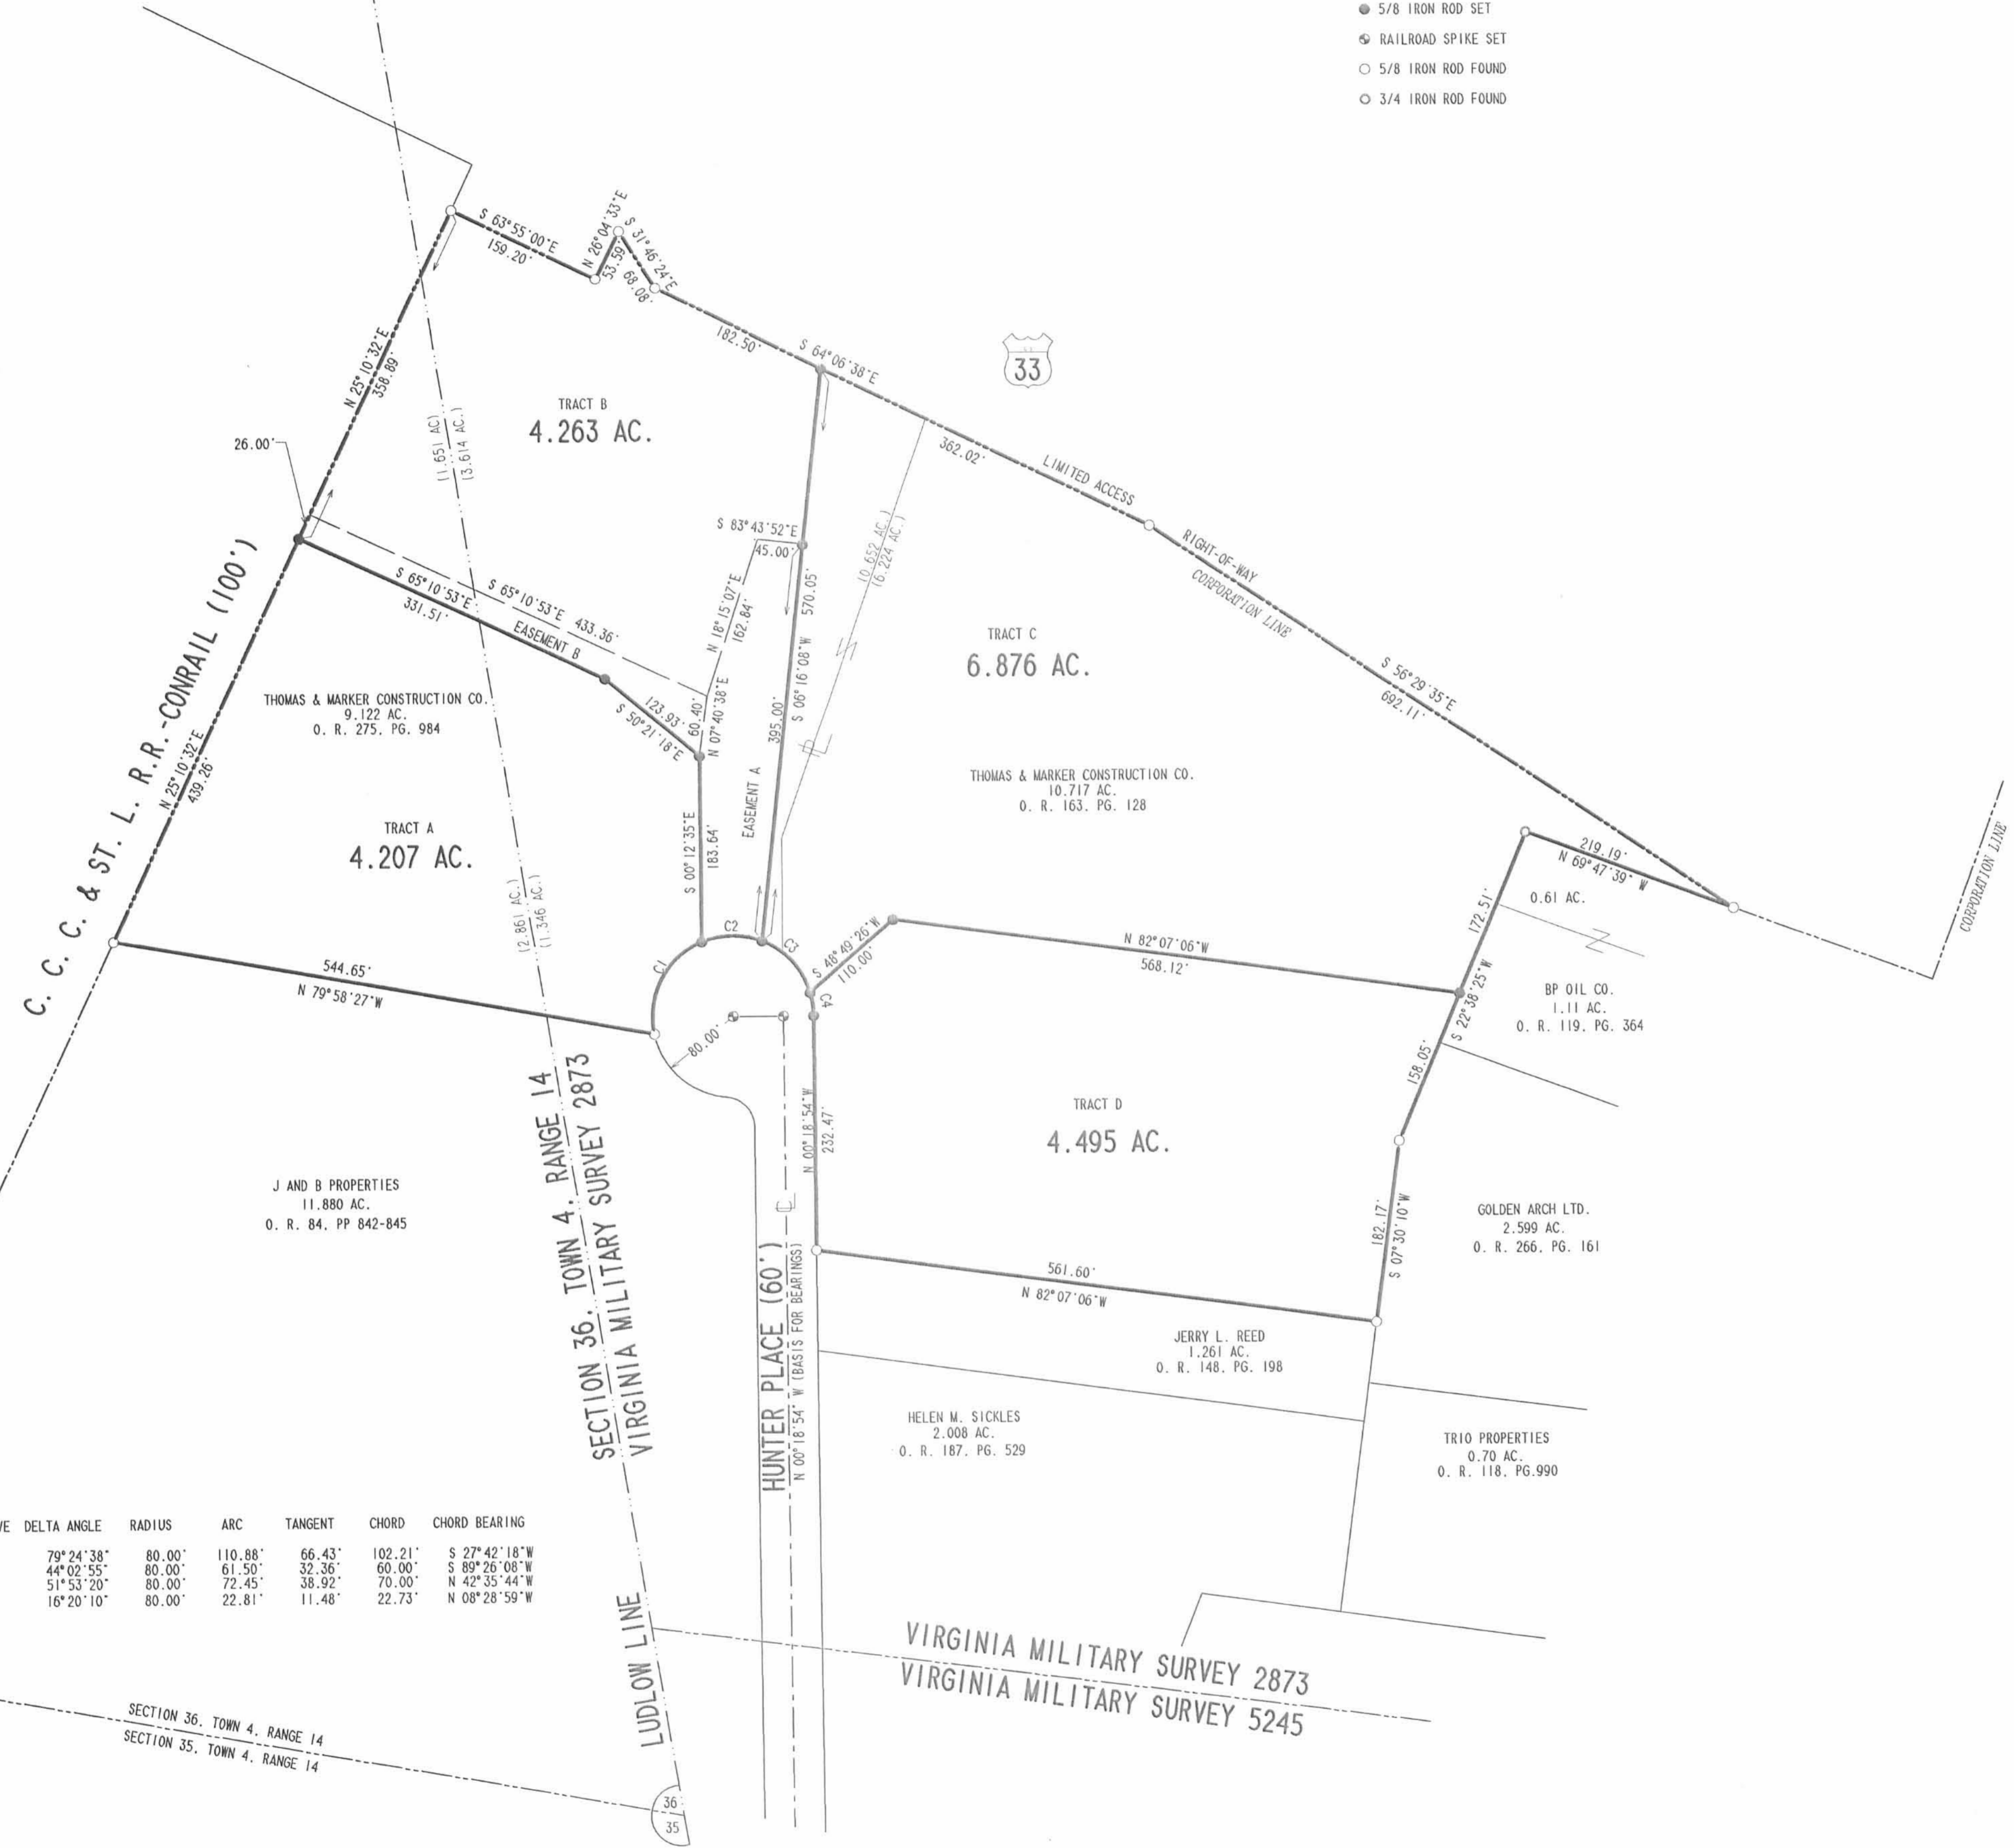 5/8 IRON ROD SET
RAILROAD SPIKE SET
5/8 IRON ROD FOUND
3/4 IRON ROD FOUND
S 63°55'00"E
159.20'
N 26°04'33"E
53.59'
S 31°46'24"E
68.08'
182.50'
S 64°06'38"E
33
N 25°10'32"E
358.89'
TRACT B
4.263 AC.
26.00'
(1.651 AC)
(3.614 AC.)
362.02'
LIMITED ACCESS
RIGHT-OF-WAY
CORPORATION LINE
S 83°43'52"E
45.00'
(0.652 AC.)
(6.224 AC.)
S 65°10'53"E
331.51'
S 65°10'53"E 433.36'
EASEMENT B
N 18°15'07"E
162.84'
570.05'
S 06°16'08"W
395.00'
TRACT C
6.876 AC.
S 56°29'35"E
692.11'
C. C. C. & ST. L. R.R.-CONRAIL (100')
THOMAS & MARKER CONSTRUCTION CO.
9.122 AC.
O. R. 275, PG. 984
123.93'
S 50°21'18"E
60.40'
N 07°40'38"E
N 25°10'32"E
439.26'
THOMAS & MARKER CONSTRUCTION CO.
10.717 AC.
O. R. 163, PG. 128
EASEMENT A
TRACT A
4.207 AC.
S 00°12'35"E
183.64'
219.19'
N 69°47'39" W
0.61 AC.
CORPORATION LINE
(2.861 AC.)
(1.346 AC.)
C2
C3
C1
C4
S 48°49'26"W
110.00'
N 82°07'06"W
568.12'
172.51'
S 22°38'25"W
158.05'
544.65'
N 79°58'27"W
80.00'
BP OIL CO.
1.11 AC.
O. R. 119, PG. 364
N 00°18'54"W
232.47'
TRACT D
4.495 AC.
SECTION 36, TOWN 4, RANGE 14
VIRGINIA MILITARY SURVEY 2873
J AND B PROPERTIES
11.880 AC.
O. R. 84, PP 842-845
182.17'
S 07°30'10"W
GOLDEN ARCH LTD.
2.599 AC.
O. R. 266, PG. 161
561.60'
N 82°07'06"W
HUNTER PLACE (60')
N 00°18'54" W (BASIS FOR BEARINGS)
JERRY L. REED
1.261 AC.
O. R. 148, PG. 198
HELEN M. SICKLES
2.008 AC.
O. R. 187, PG. 529
TRIO PROPERTIES
0.70 AC.
O. R. 118, PG.990
VE DELTA ANGLE RADIUS ARC TANGENT CHORD CHORD BEARING
79°24'38" 80.00' 110.88' 66.43' 102.21' S 27°42'18"W
44°02'55" 80.00' 61.50' 32.36' 60.00' S 89°26'08"W
51°53'20" 80.00' 72.45' 38.92' 70.00' N 42°35'44"W
16°20'10" 80.00' 22.81' 11.48' 22.73' N 08°28'59"W
LUDLOW LINE
VIRGINIA MILITARY SURVEY 2873
VIRGINIA MILITARY SURVEY 5245
SECTION 36, TOWN 4, RANGE 14
SECTION 35, TOWN 4, RANGE 14
36
35